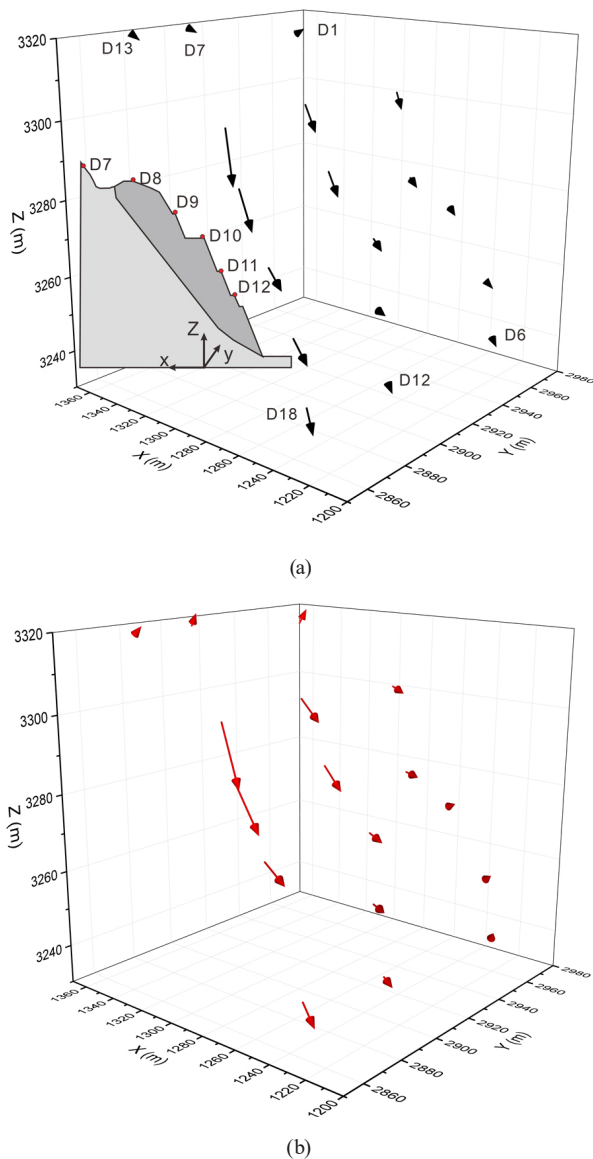 3320
D13
D7
D1
3300
3280
3260
3240
Z (m)
D7
D8
D9
D10
D11
D12
Z
y
x
D6
D12
D18
1360
1340
1320
1300
1280
1260
1240
1220
1200
X (m)
2860
2880
2900
2920
2940
2960
2980
Y (m)
(a)
3320
3300
3280
3260
3240
Z (m)
1360
1340
1320
1300
1280
1260
1240
1220
1200
X (m)
2860
2880
2900
2920
2940
2960
2980
Y (m)
(b)